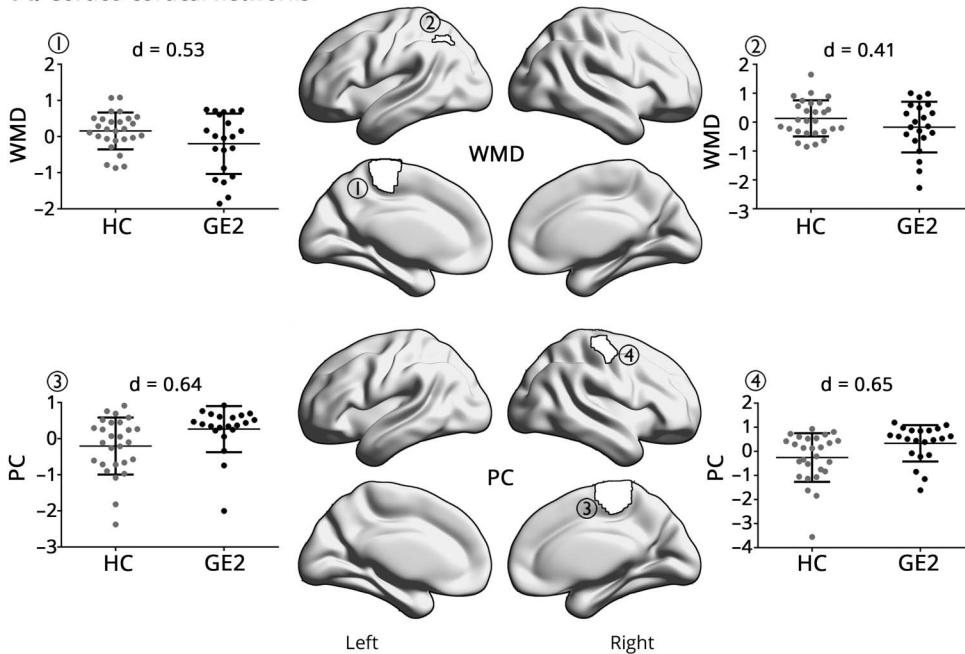 ① d = 0.53
2
1
0
−1
−2
WMD
HC GE2
②
①
WMD
② d = 0.41
2
1
0
−1
−2
−3
WMD
HC GE2
③ d = 0.64
1
0
−1
−2
−3
PC
HC GE2
④
PC
③
Left Right
④ d = 0.65
2
1
0
−1
−2
−3
−4
PC
HC GE2